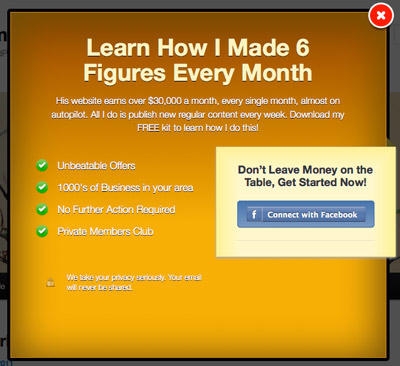 Learn How I Made 6
Figures Every Month
His website earns over $30,000 a month, every single month, almost on
autopilot. All I do is publish new regular content every week. Download my
FREE kit to learn how I do this!
Unbeatable Offers
1000's of Business in your area
No Further Action Required
Private Members Club
Don't Leave Money on the
Table, Get Started Now!
f Connect with Facebook
We take your privacy seriously. Your email
will never be shared.